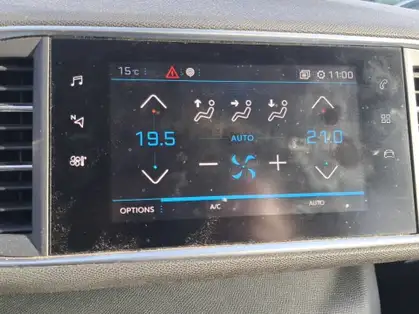 15°C 11:00
N
19.5 AUTO 21.0
OPTIONS A/C AUTO